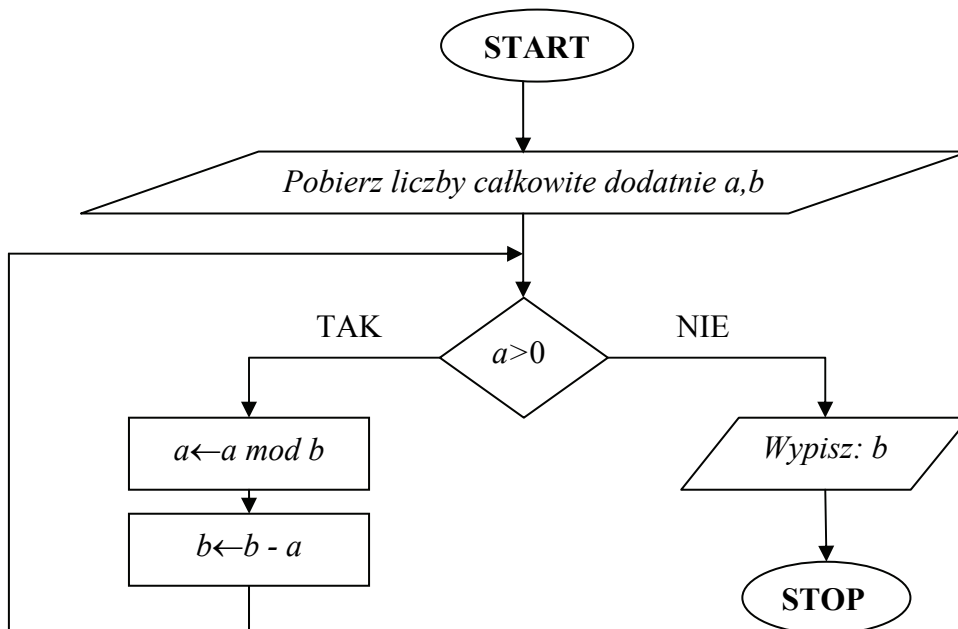 START
Pobierz liczby całkowite dodatnie a,b
TAK
NIE
a>0
a←a mod b
Wypisz: b
b←b - a
STOP